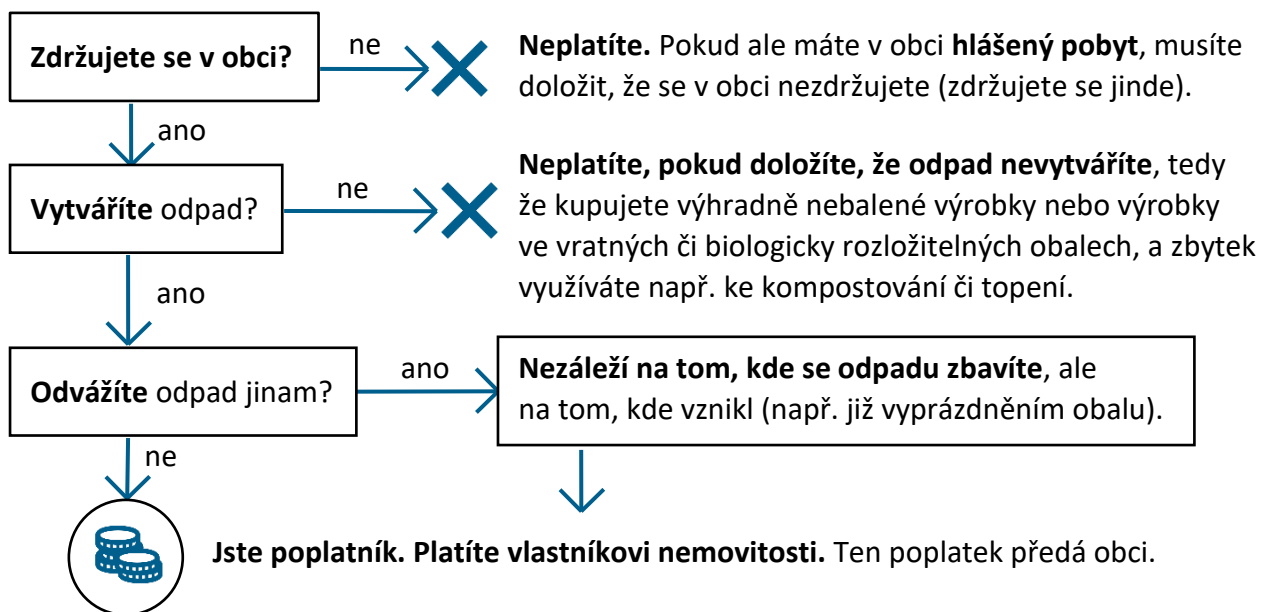 Zdržujete se v obci?
ne
Neplatíte. Pokud ale máte v obci hlášený pobyt, musíte
doložit, že se v obci nezdržujete (zdržujete se jinde).
ano
Vytváříte odpad?
ne
Neplatíte, pokud doložíte, že odpad nevytváříte, tedy
že kupujete výhradně nebalené výrobky nebo výrobky
ve vratných či biologicky rozložitelných obalech, a zbytek
využíváte např. ke kompostování či topení.
ano
Odvážíte odpad jinam?
ano
Nezáleží na tom, kde se odpadu zbavíte, ale
na tom, kde vznikl (např. již vyprázdněním obalu).
ne
Jste poplatník. Platíte vlastníkovi nemovitosti. Ten poplatek předá obci.